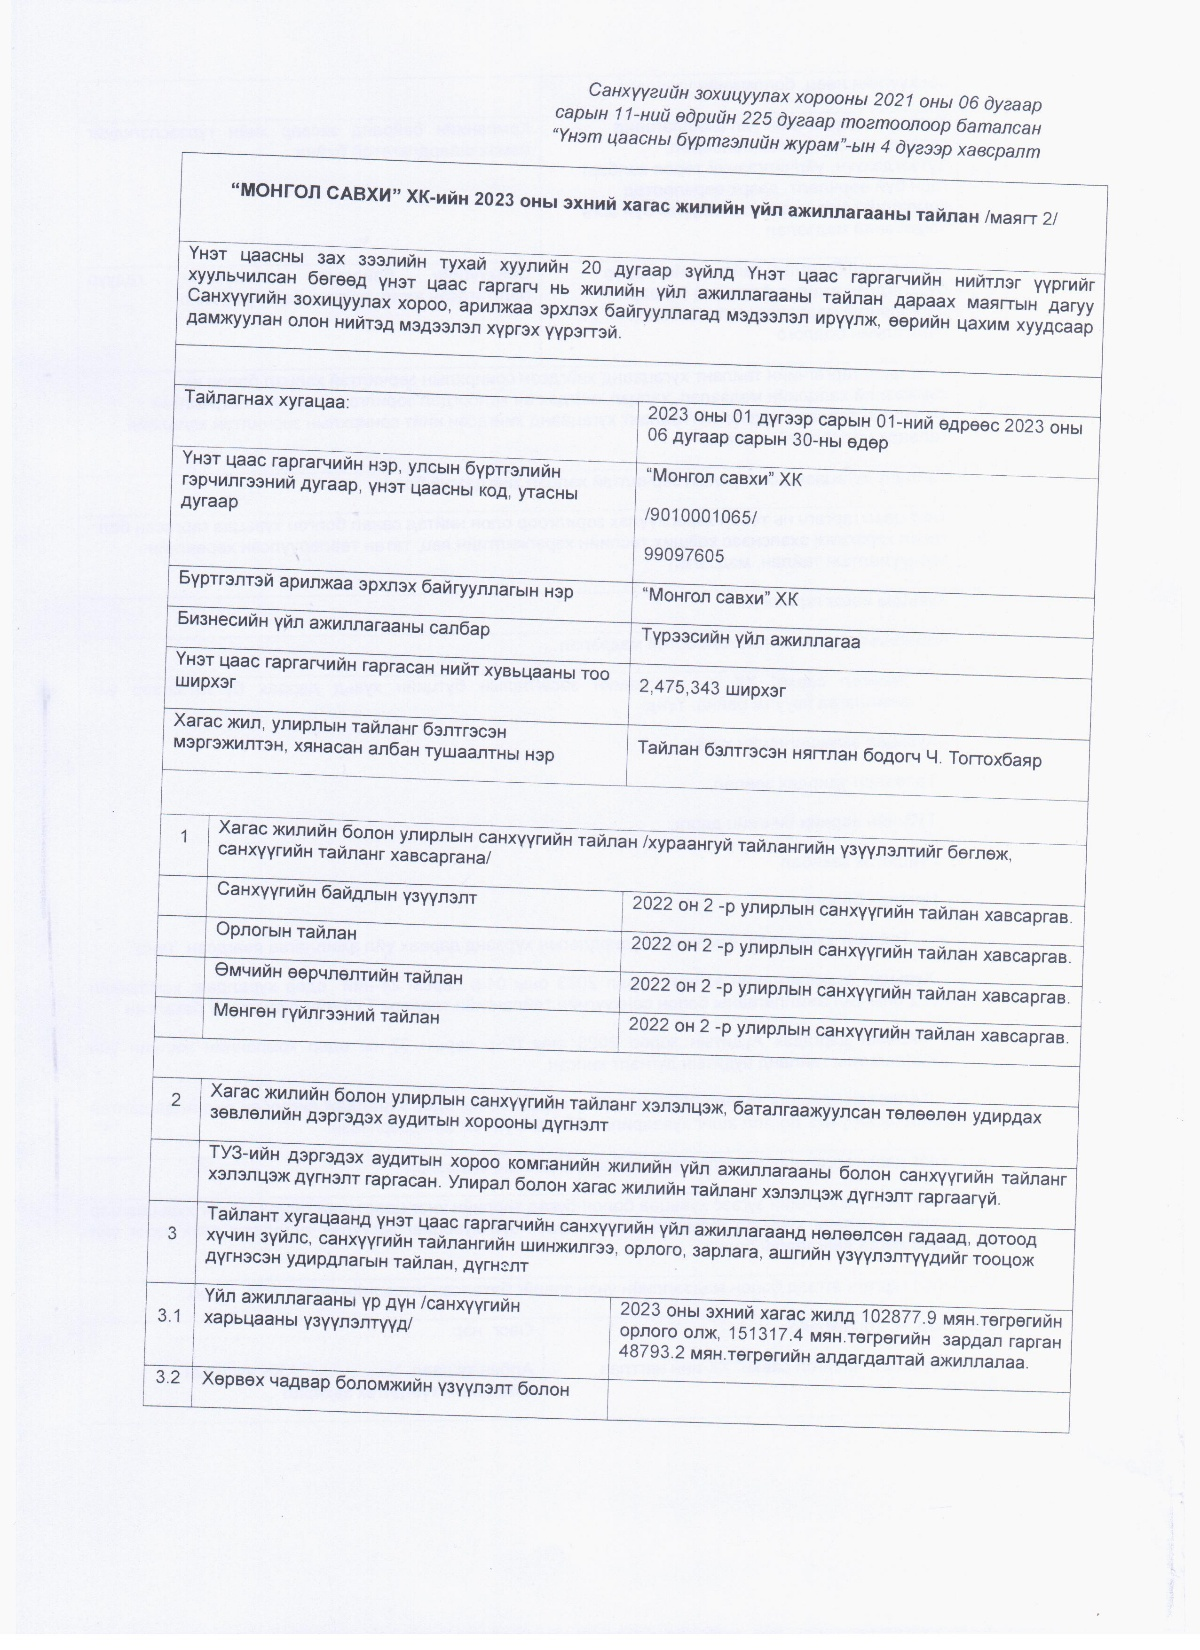 Санхүүгийн зохицуулах хорооны 2021 оны 06 дугаар
сарын 11-ний өдрийн 225 дугаар тогтоолоор баталсан
“Үнэт цаасны бүртгэлийн журам”-ын 4 дүгээр хавсралт
“МОНГОЛ САВХИ” ХК-ийн 2023 оны эхний хагас жилийн үйл ажиллагааны тайлан /маягт 2/
Үнэт цаасны зах зээлийн тухай хуулийн 20 дугаар зүйлд Үнэт цаас гаргагчийн нийтлэг үүргийг
хуульчилсан бөгөөд үнэт цаас гаргагч нь жилийн үйл ажиллагааны тайлан дараах маягтын дагуу
Санхүүгийн зохицуулах хороо, арилжаа эрхлэх байгууллагад мэдээлэл ирүүлж, өөрийн цахим хуудсаар
дамжуулан олон нийтэд мэдээлэл хүргэх үүрэгтэй.
Тайлагнах хугацаа:
2023 оны 01 дүгээр сарын 01-ний өдрөөс 2023 оны
06 дугаар сарын 30-ны өдөр
Үнэт цаас гаргагчийн нэр, улсын бүртгэлийн
гэрчилгээний дугаар, үнэт цаасны код, утасны
дугаар
“Монгол савхи” ХК
/9010001065/
99097605
Бүртгэлтэй арилжаа эрхлэх байгууллагын нэр
“Монгол савхи” ХК
Бизнесийн үйл ажиллагааны салбар
Түрээсийн үйл ажиллагаа
Үнэт цаас гаргагчийн гаргасан нийт хувьцааны тоо
ширхэг
2,475,343 ширхэг
Хагас жил, улирлын тайланг бэлтгэсэн
мэргэжилтэн, хянасан албан тушаалтны нэр
Тайлан бэлтгэсэн нягтлан бодогч Ч. Тогтохбаяр
1
Хагас жилийн болон улирлын санхүүгийн тайлан /хураангуй тайлангийн үзүүлэлтийг бөглөж,
санхүүгийн тайланг хавсаргана/
Санхүүгийн байдлын үзүүлэлт
2022 он 2 -р улирлын санхүүгийн тайлан хавсаргав.
Орлогын тайлан
2022 он 2 -р улирлын санхүүгийн тайлан хавсаргав.
Өмчийн өөрчлөлтийн тайлан
2022 он 2 -р улирлын санхүүгийн тайлан хавсаргав.
Мөнгөн гүйлгээний тайлан
2022 он 2 -р улирлын санхүүгийн тайлан хавсаргав.
2
Хагас жилийн болон улирлын санхүүгийн тайланг хэлэлцэж, баталгаажуулсан төлөөлөн удирдах
зөвлөлийн дэргэдэх аудитын хорооны дүгнэлт
ТУЗ-ийн дэргэдэх аудитын хороо компанийн жилийн үйл ажиллагааны болон санхүүгийн тайланг
хэлэлцэж дүгнэлт гаргасан. Улирал болон хагас жилийн тайланг хэлэлцэж дүгнэлт гаргаагүй.
3
Тайлант хугацаанд үнэт цаас гаргагчийн санхүүгийн үйл ажиллагаанд нөлөөлсөн гадаад, дотоод
хүчин зүйлс, санхүүгийн тайлангийн шинжилгээ, орлого, зарлага, ашгийн үзүүлэлтүүдийг тооцож
дүгнэсэн удирдлагын тайлан, дүгнэлт
3.1
Үйл ажиллагааны үр дүн /санхүүгийн
харьцааны үзүүлэлтүүд/
2023 оны эхний хагас жилд 102877.9 мян.төгрөгийн
орлого олж, 151317.4 мян.төгрөгийн зардал гарган
48793.2 мян.төгрөгийн алдагдалтай ажиллалаа.
3.2
Хөрвөх чадвар боломжийн үзүүлэлт болон